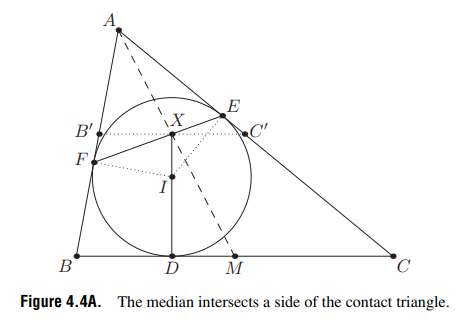 A
E
X
B′
C′
F
I
B
D
M
C
Figure 4.4A. The median intersects a side of the contact triangle.